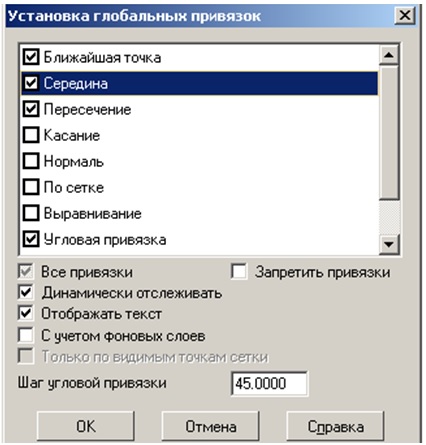 Установка глобальных привязок
Ближайшая точка
Середина
Пересечение
Касание
Нормаль
По сетке
Выравнивание
Угловая привязка
Все привязки Запретить привязки
Динамически отслеживать
Отображать текст
С учетом фоновых слоев
Только по видимым точкам сетки
Шаг угловой привязки 45.0000
OK Отмена Справка